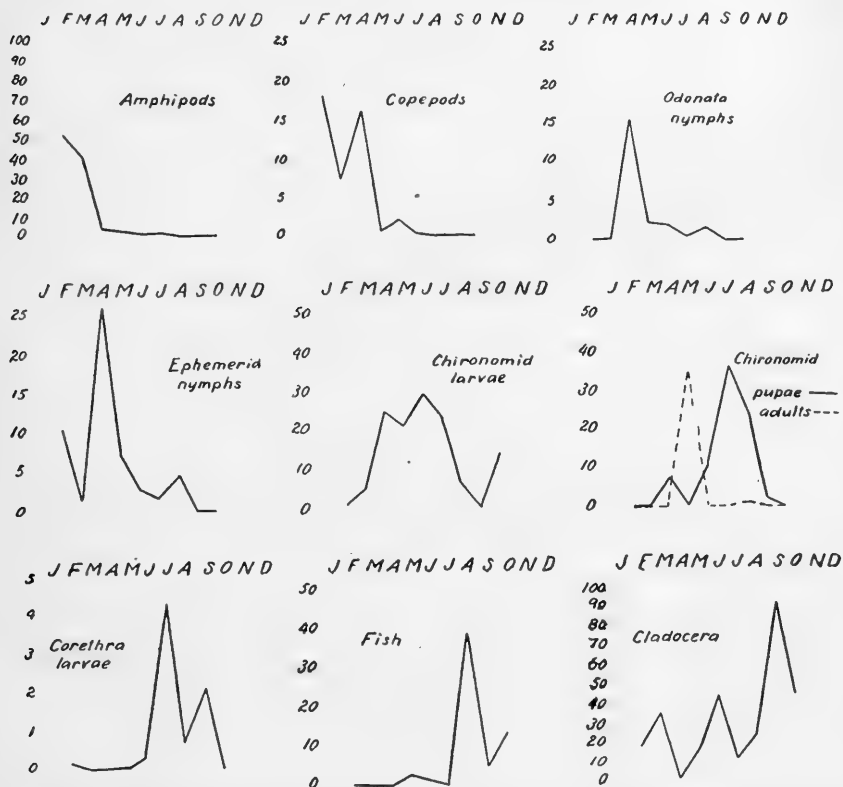 J F M A M J J A S O N D
100
90
80
70
60
50
40
30
20
10
0
Amphipods
J F M A M J J A S O N D
25
20
15
10
5
0
Copepods
J F M A M J J A S O N D
25
20
15
10
5
0
Odonata
nymphs
J F M A M J J A S O N D
25
20
15
10
5
0
Ephemerid
nymphs
J F M A M J J A S O N D
50
40
30
20
10
0
Chironomid
larvae
J F M A M J J A S O N D
50
40
30
20
10
0
Chironomid
pupae
adults
J F M A M J J A S O N D
5
4
3
2
1
0
Corethra
larvae
J F M A M J J A S O N D
50
40
30
20
10
0
Fish
J F M A M J J A S O N D
100
90
80
70
60
50
40
30
20
10
0
Cladocera